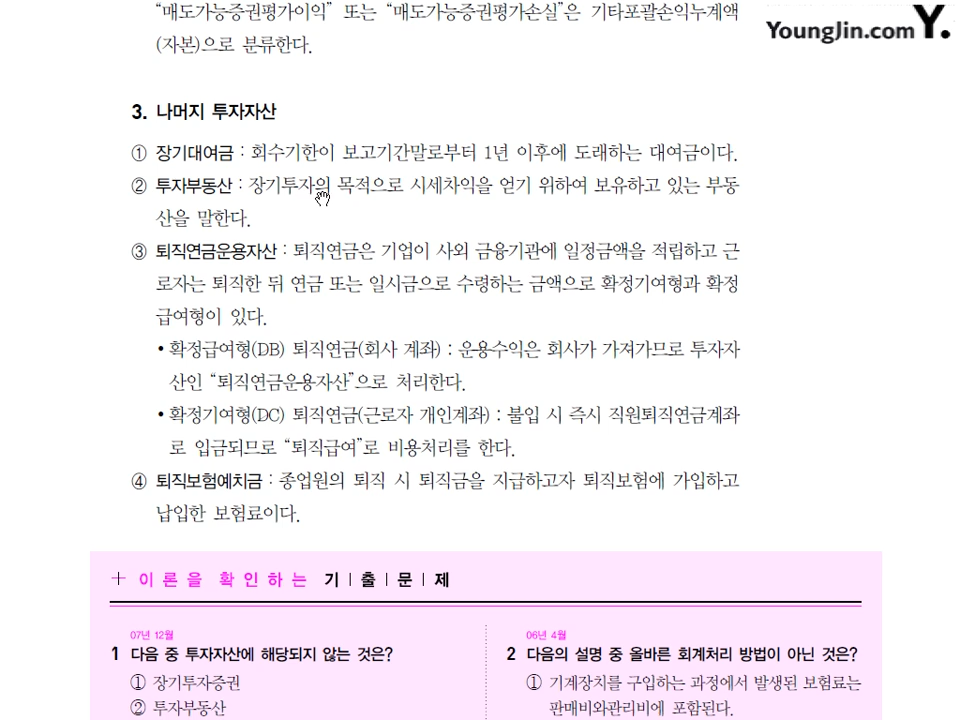 "매도가능증권평가이익" 또는 "매도가능증권평가손실"은 기타포괄손익누계액
(자본)으로 분류한다.
YoungJin.com Y.
3. 나머지 투자자산
① 장기대여금 : 회수기한이 보고기간말로부터 1년 이후에 도래하는 대여금이다.
② 투자부동산 : 장기투자의 목적으로 시세차익을 얻기 위하여 보유하고 있는 부동
산을 말한다.
③ 퇴직연금운용자산 : 퇴직연금은 기업이 사외 금융기관에 일정금액을 적립하고 근
로자는 퇴직한 뒤 연금 또는 일시금으로 수령하는 금액으로 확정기여형과 확정
급여형이 있다.
• 확정급여형(DB) 퇴직연금(회사 계좌) : 운용수익은 회사가 가져가므로 투자자
산인 "퇴직연금운용자산"으로 처리한다.
• 확정기여형(DC) 퇴직연금(근로자 개인계좌) : 불입 시 즉시 직원퇴직연금계좌
로 입금되므로 "퇴직급여"로 비용처리를 한다.
④ 퇴직보험예치금 : 종업원의 퇴직 시 퇴직금을 지급하고자 퇴직보험에 가입하고
납입한 보험료이다.
+ 이 론 을 확 인 하 는 기 | 출 | 문 | 제
07년 12월
1 다음 중 투자자산에 해당되지 않는 것은?
① 장기투자증권
② 투자부동산
06년 4월
2 다음의 설명 중 올바른 회계처리 방법이 아닌 것은?
① 기계장치를 구입하는 과정에서 발생된 보험료는
판매비와관리비에 포함된다.